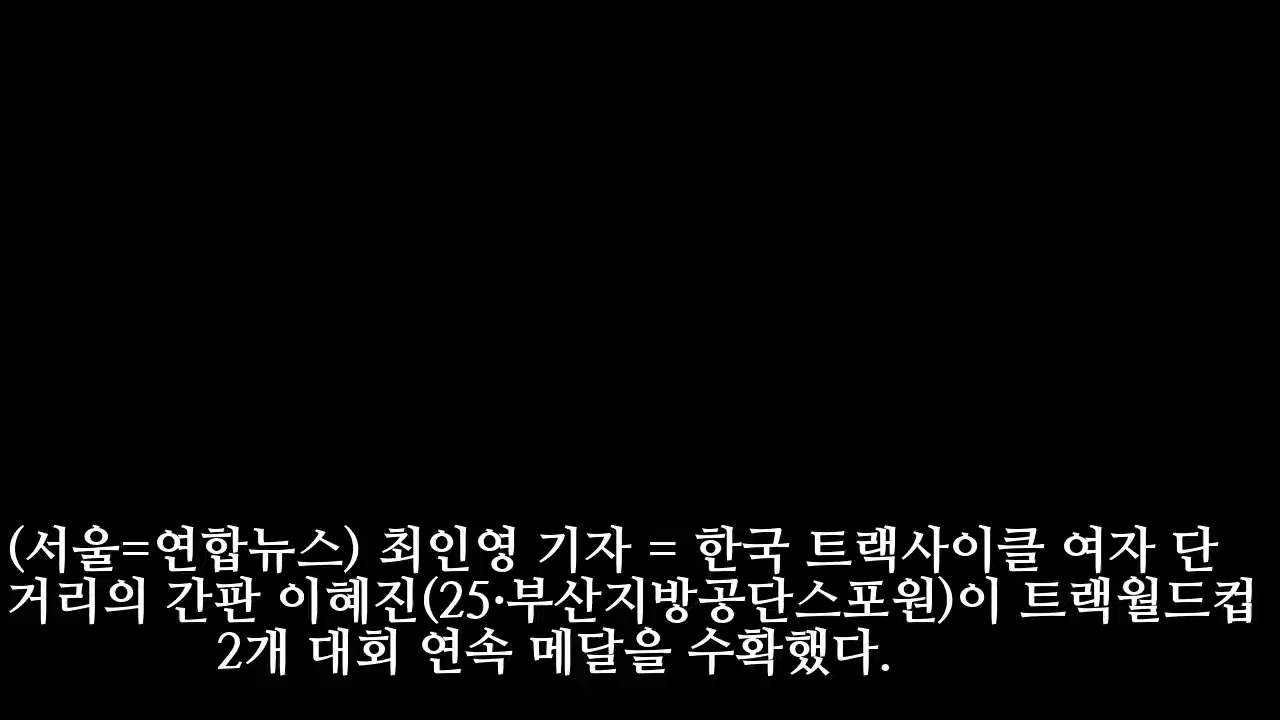 (서울=연합뉴스) 최인영 기자 = 한국 트랙사이클 여자 단
거리의 간판 이혜진(25·부산지방공단스포원)이 트랙월드컵
2개 대회 연속 메달을 수확했다.